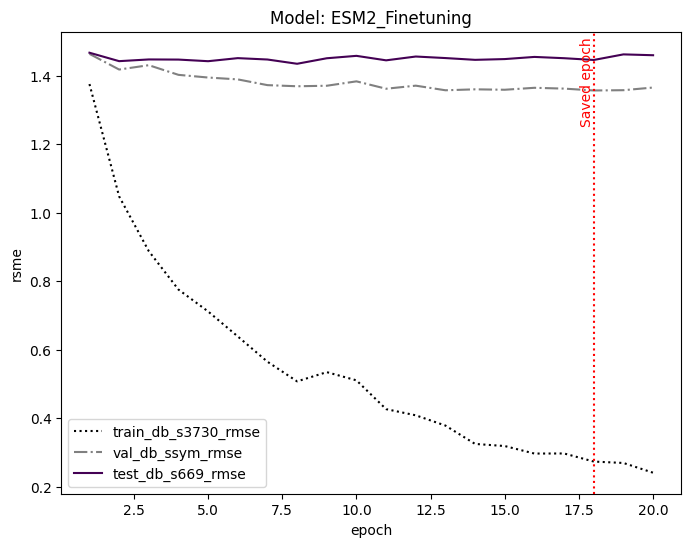 Model: ESM2_Finetuning
Saved epoch
rsme
1.4
1.2
1.0
0.8
0.6
0.4
0.2
train_db_s3730_rmse
val_db_ssym_rmse
test_db_s669_rmse
2.5 5.0 7.5 10.0 12.5 15.0 17.5 20.0
epoch